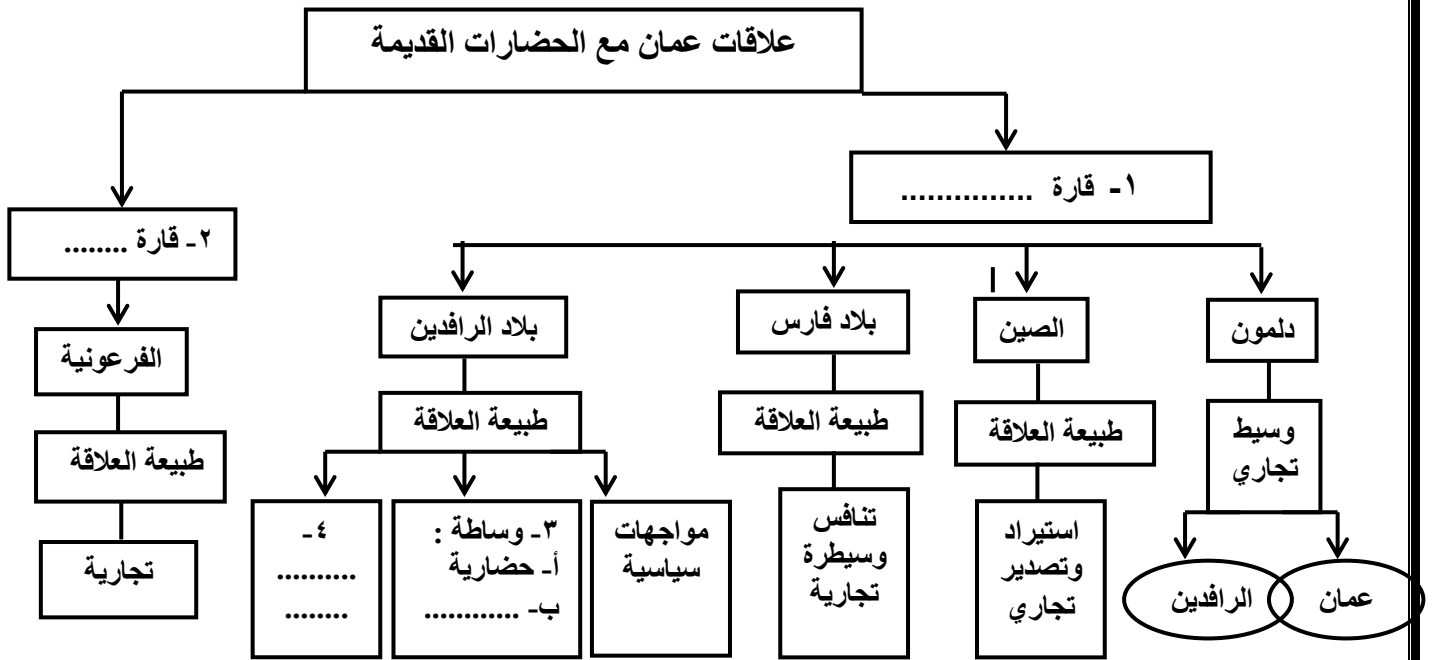 علاقات عمان مع الحضارات القديمة
١- قارة ...............
٢- قارة ........
دلمون
الصين
بلاد فارس
بلاد الرافدين
الفرعونية
وسيط
تجاري
طبيعة العلاقة
طبيعة العلاقة
طبيعة العلاقة
طبيعة العلاقة
عمان
الرافدين
استيراد
وتصدير
تجاري
تنافس
وسيطرة
تجارية
مواجهات
سياسية
٣- وساطة :
أ- حضارية
ب- ............
٤-
..........
........
تجارية